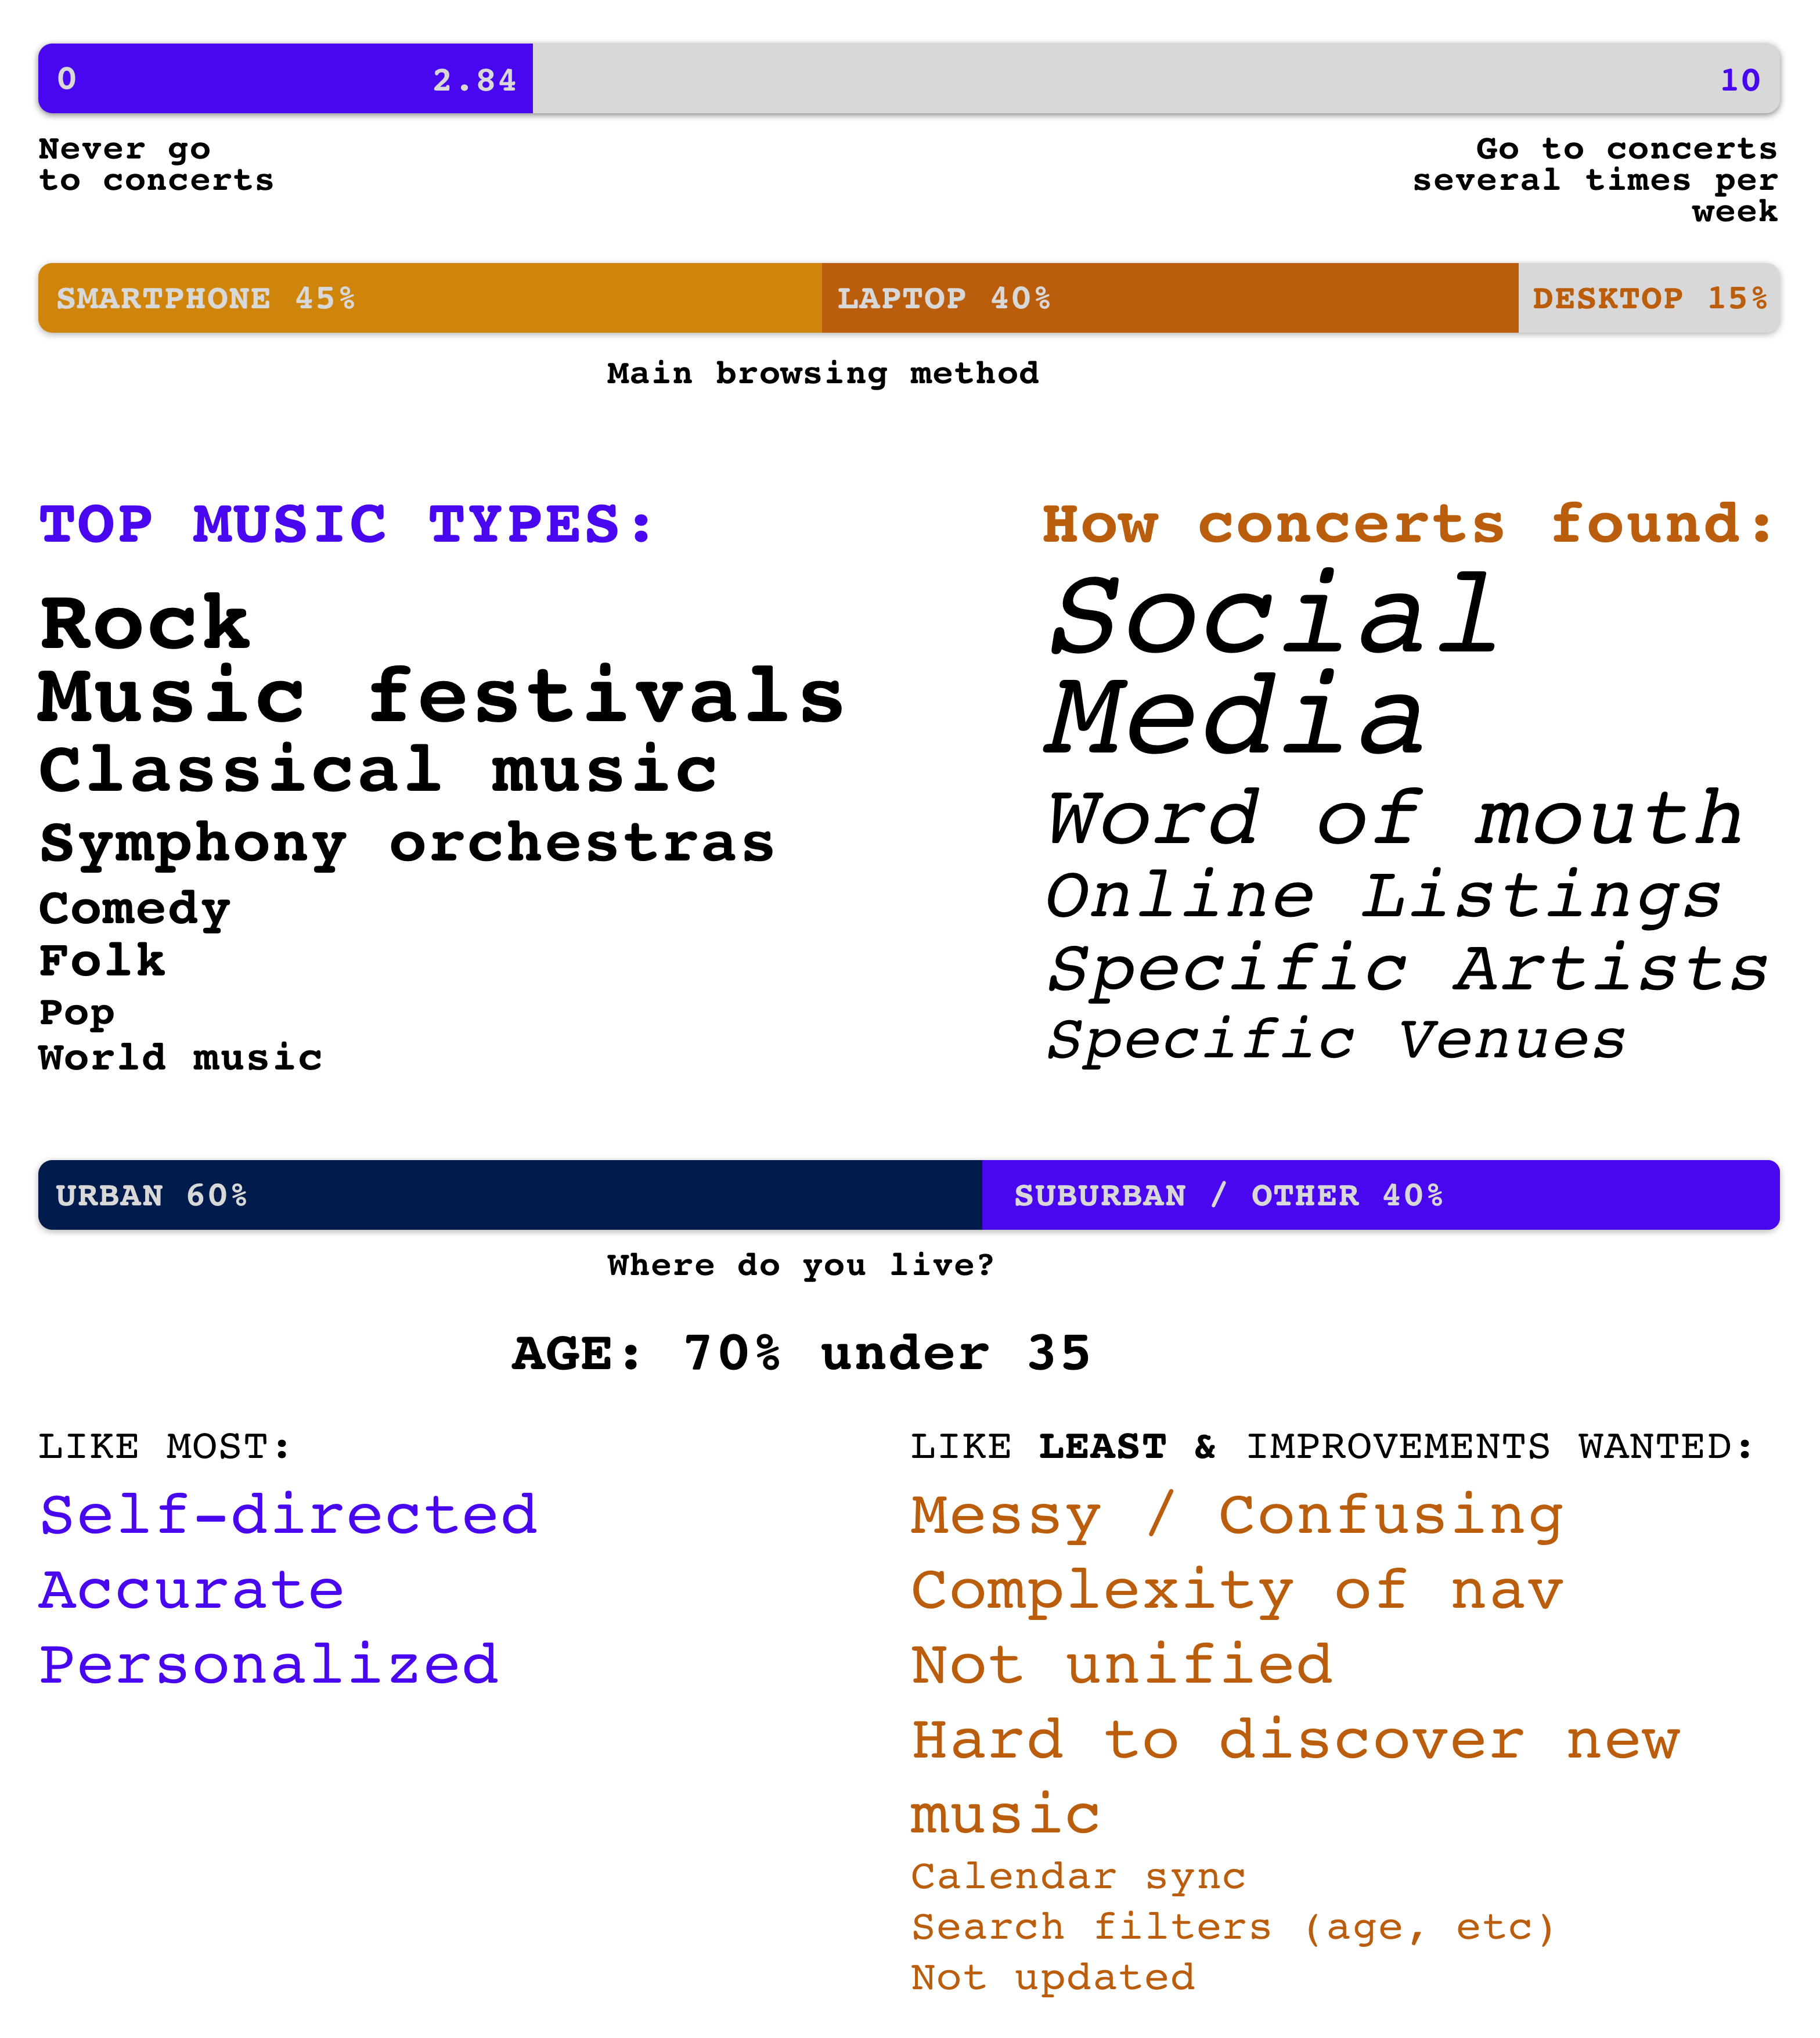 0 2.84 10
Never go
to concerts
Go to concerts
several times per
week
SMARTPHONE 45% LAPTOP 40% DESKTOP 15%
Main browsing method
TOP MUSIC TYPES:
Rock
Music festivals
Classical music
Symphony orchestras
Comedy
Folk
Pop
World music
How concerts found:
Social
Media
Word of mouth
Online Listings
Specific Artists
Specific Venues
URBAN 60% SUBURBAN / OTHER 40%
Where do you live?
AGE: 70% under 35
LIKE MOST:
Self-directed
Accurate
Personalized
LIKE LEAST & IMPROVEMENTS WANTED:
Messy / Confusing
Complexity of nav
Not unified
Hard to discover new
music
Calendar sync
Search filters (age, etc)
Not updated